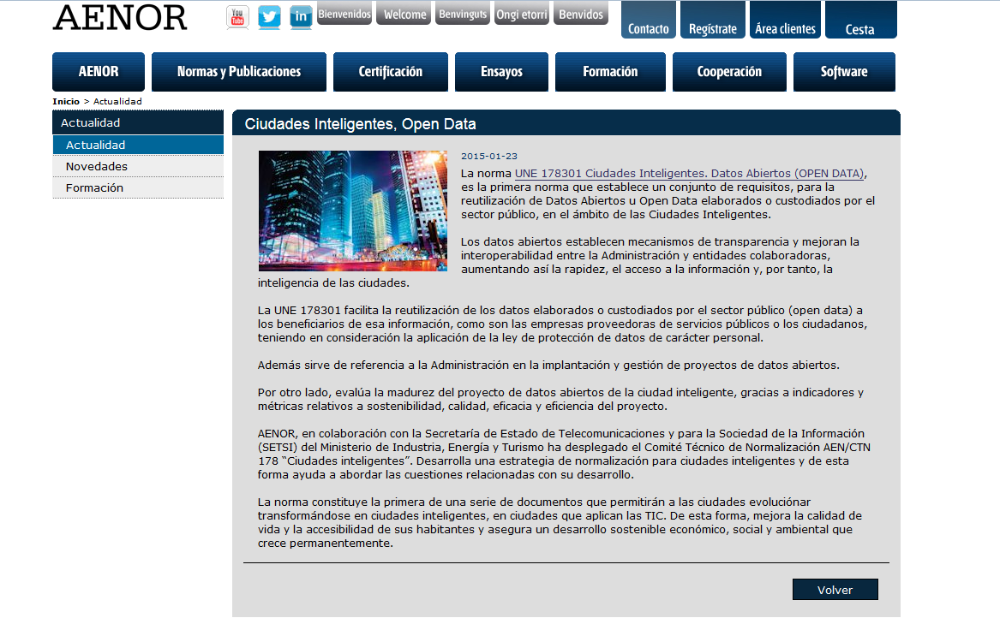 AENOR
You Tube
in
Bienvenidos
Welcome
Benvinguts
Ongi etorri
Benvidos
Contacto
Regístrate
Área clientes
Cesta
AENOR
Normas y Publicaciones
Certificación
Ensayos
Formación
Cooperación
Software
Inicio > Actualidad
Actualidad
Actualidad
Novedades
Formación
Ciudades Inteligentes, Open Data
2015-01-23
La norma UNE 178301 Ciudades Inteligentes. Datos Abiertos (OPEN DATA),
es la primera norma que establece un conjunto de requisitos, para la
reutilización de Datos Abiertos u Open Data elaborados o custodiados por el
sector público, en el ámbito de las Ciudades Inteligentes.
Los datos abiertos establecen mecanismos de transparencia y mejoran la
interoperabilidad entre la Administración y entidades colaboradoras,
aumentando así la rapidez, el acceso a la información y, por tanto, la
inteligencia de las ciudades.
La UNE 178301 facilita la reutilización de los datos elaborados o custodiados por el sector público (open data) a
los beneficiarios de esa información, como son las empresas proveedoras de servicios públicos o los ciudadanos,
teniendo en consideración la aplicación de la ley de protección de datos de carácter personal.
Además sirve de referencia a la Administración en la implantación y gestión de proyectos de datos abiertos.
Por otro lado, evalúa la madurez del proyecto de datos abiertos de la ciudad inteligente, gracias a indicadores y
métricas relativos a sostenibilidad, calidad, eficacia y eficiencia del proyecto.
AENOR, en colaboración con la Secretaría de Estado de Telecomunicaciones y para la Sociedad de la Información
(SETSI) del Ministerio de Industria, Energía y Turismo ha desplegado el Comité Técnico de Normalización AEN/CTN
178 “Ciudades inteligentes”. Desarrolla una estrategia de normalización para ciudades inteligentes y de esta
forma ayuda a abordar las cuestiones relacionadas con su desarrollo.
La norma constituye la primera de una serie de documentos que permitirán a las ciudades evoluciónar
transformándose en ciudades inteligentes, en ciudades que aplican las TIC. De esta forma, mejora la calidad de
vida y la accesibilidad de sus habitantes y asegura un desarrollo sostenible económico, social y ambiental que
crece permanentemente.
Volver